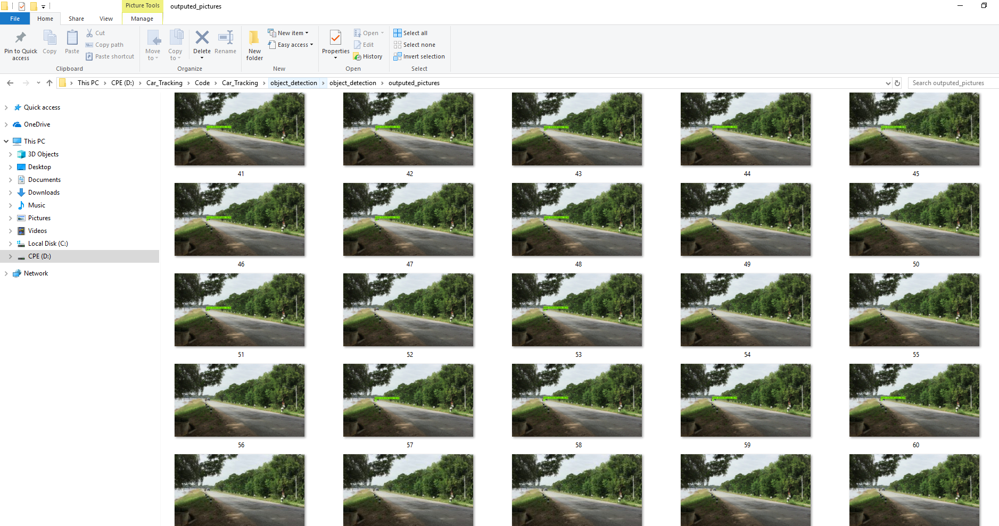 Picture Tools
outputed_pictures
File
Home
Share
View
Manage
Pin to Quick
access
Copy
Paste
Cut
Copy path
Paste shortcut
Clipboard
Move
to
Copy
to
Delete
Rename
Organize
New
folder
New item
Easy access
New
Properties
Open
Edit
History
Open
Select all
Select none
Invert selection
Select
This PC
CPE (D:)
Car_Tracking
Code
Car_Tracking
object_detection
object_detection
outputed_pictures
Search outputed_pictures
Quick access
OneDrive
This PC
3D Objects
Desktop
Documents
Downloads
Music
Pictures
Videos
Local Disk (C:)
CPE (D:)
Network
41
42
43
44
45
46
47
48
49
50
51
52
53
54
55
56
57
58
59
60